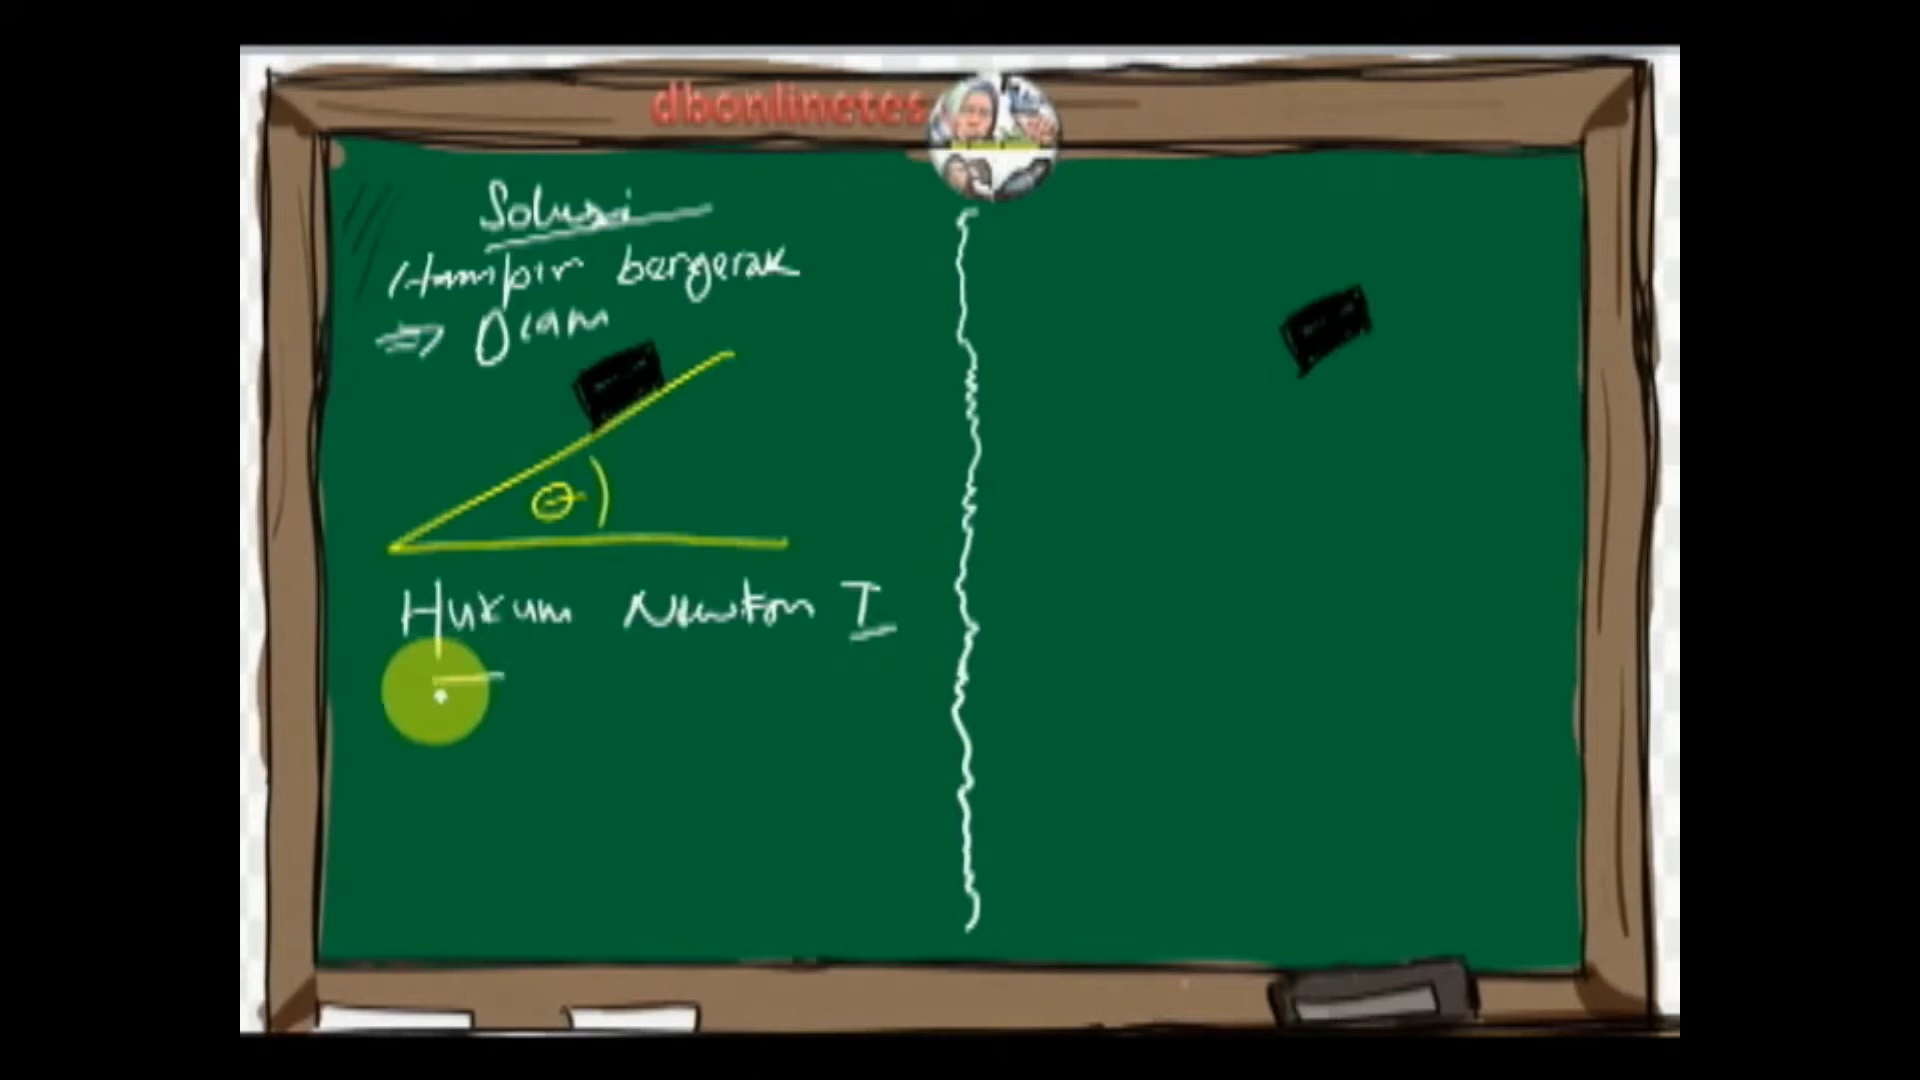 dbonlinetes
Solusi
Hampir bergerak
⇒ Diam
θ
Hukum Newton I